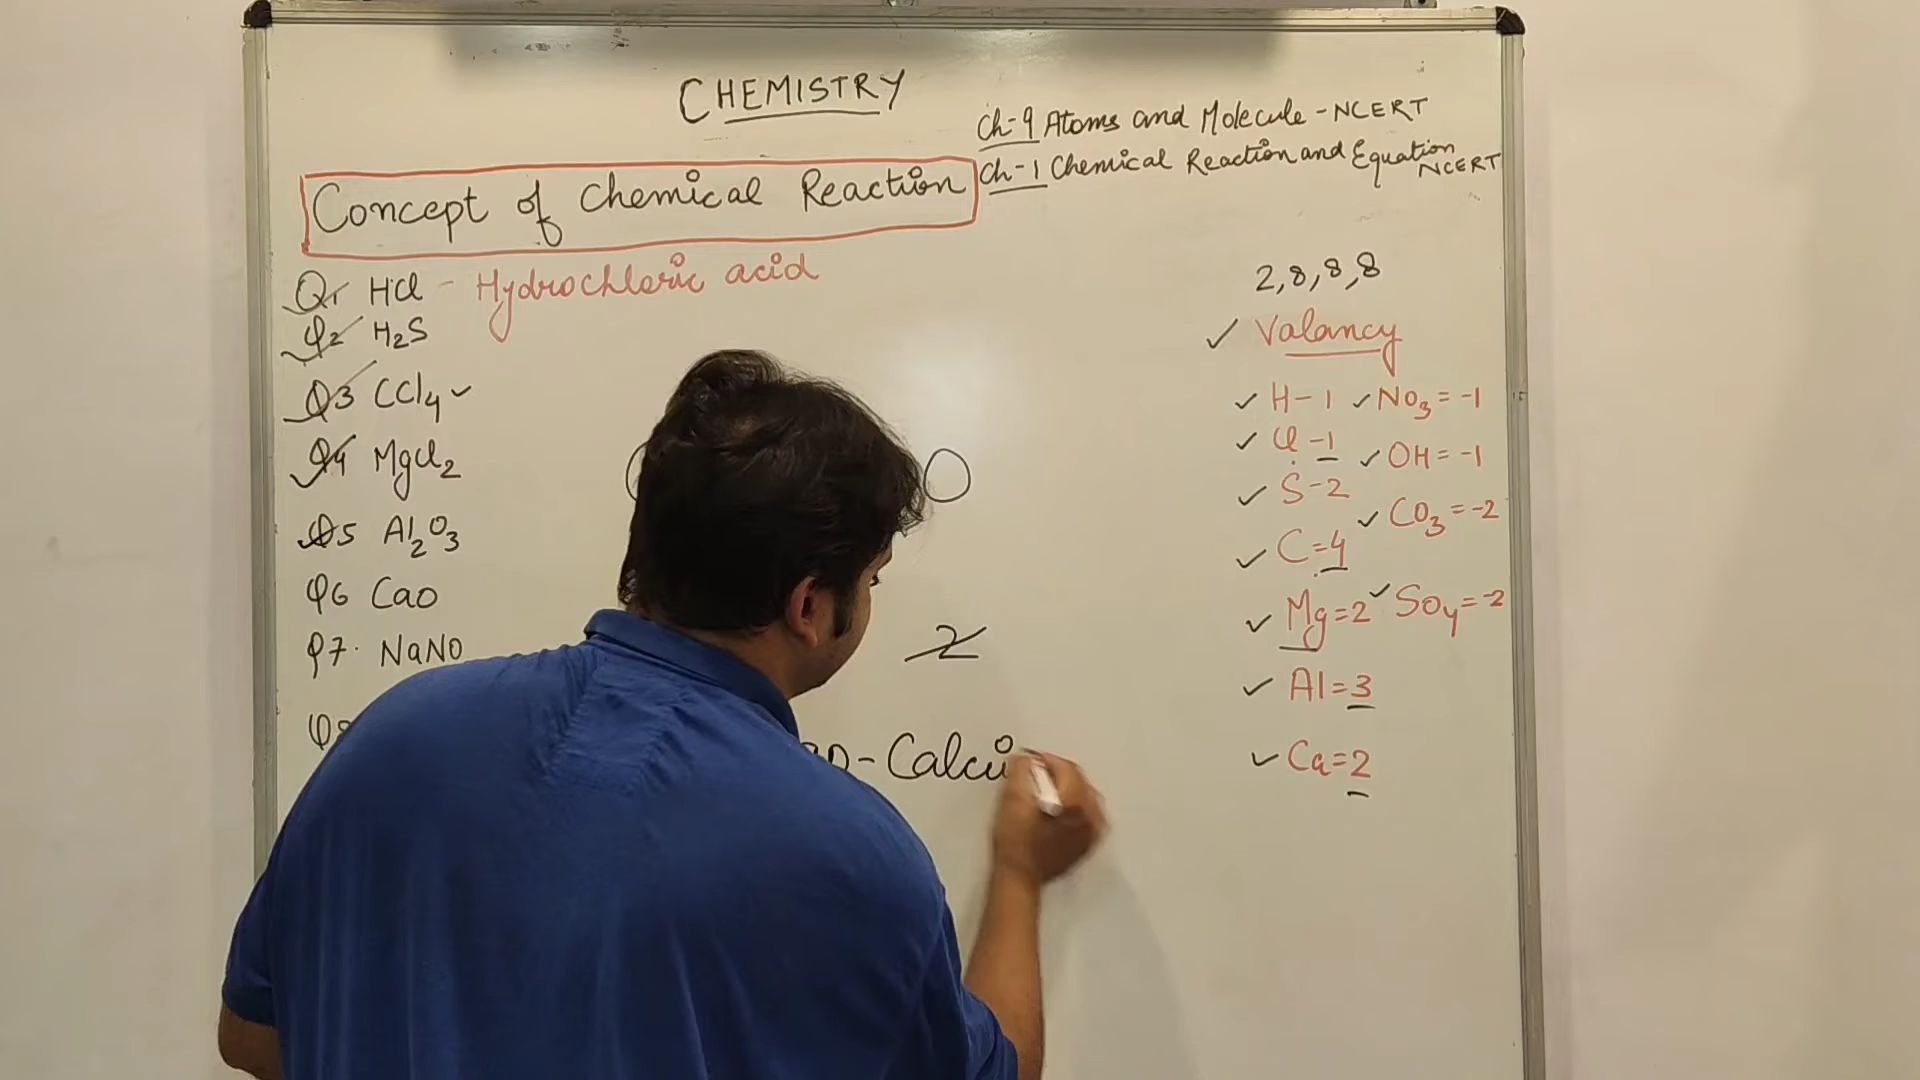 CHEMISTRY
Ch-9 Atoms and Molecule - NCERT
Ch-1 Chemical Reaction and Equation
NCERT
Concept of Chemical Reaction
Q1 HCl - Hydrochloric acid
Q2 H₂S
Q3 CCl₄
Q4 MgCl₂
Q5 Al₂O₃
Q6 CaO
Q7. NaNO
O
2
- Calci
2,8,8,8
Valancy
H-1 NO₃=-1
Cl-1 OH=-1
S-2 CO₃=-2
C=4
Mg=2 SO₄=-2
Al=3
Ca=2